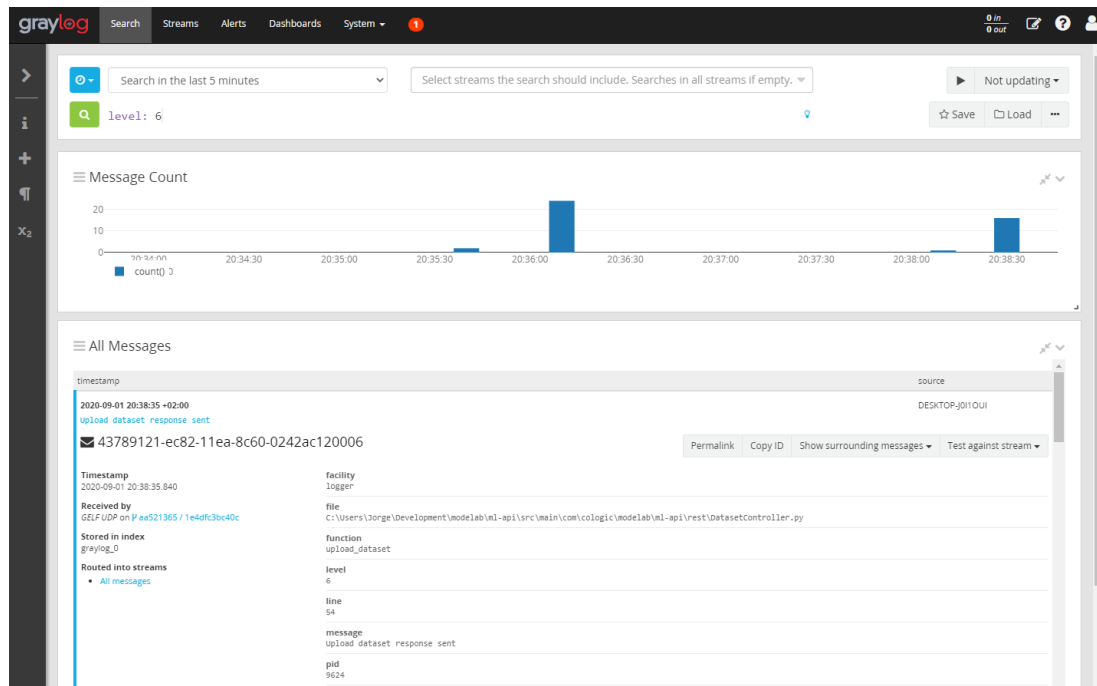 graylog Search Streams Alerts Dashboards System 1 0 in
0 out
Search in the last 5 minutes Select streams the search should include. Searches in all streams if empty. Not updating
level: 6 Save Load
Message Count
20
10
0
20:34:00 20:34:30 20:35:00 20:35:30 20:36:00 20:36:30 20:37:00 20:37:30 20:38:00 20:38:30
count()
All Messages
timestamp source
2020-09-01 20:38:35 +02:00 DESKTOP-J0I1OUI
Upload dataset response sent
43789121-ec82-11ea-8c60-0242ac120006 Permalink Copy ID Show surrounding messages Test against stream
Timestamp
2020-09-01 20:38:35.840
Received by
GELF UDP on aa521365 / 1e4dfc3bc40c
Stored in index
graylog_0
Routed into streams
• All messages
facility
logger
file
C:\Users\Jorge\Development\modelab\ml-api\src\main\com\cologic\modelab\ml-api\rest\DatasetController.py
function
upload_dataset
level
6
line
54
message
Upload dataset response sent
pid
9624